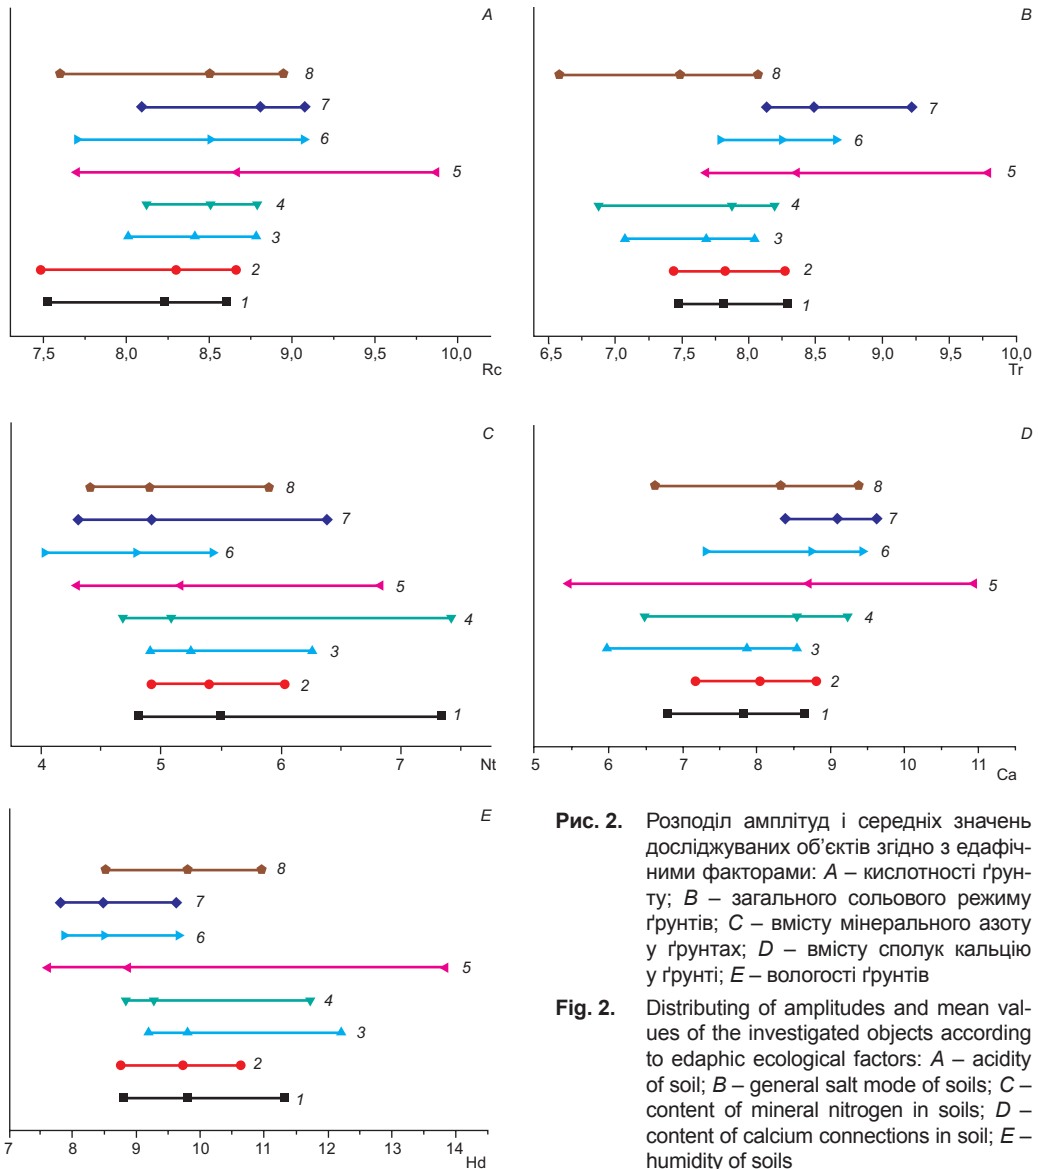 A
8
7
6
5
4
3
2
1
7,5 8,0 8,5 9,0 9,5 10,0
Rc
B
8
7
6
5
4
3
2
1
6,5 7,0 7,5 8,0 8,5 9,0 9,5 10,0
Tr
C
8
7
6
5
4
3
2
1
4 5 6 7 Nt
D
8
7
6
5
4
3
2
1
5 6 7 8 9 10 11
Ca
E
8
7
6
5
4
3
2
1
7 8 9 10 11 12 13 14
Hd
Рис. 2. Розподіл амплітуд і середніх значень
досліджуваних об’єктів згідно з едафіч-
ними факторами: A – кислотності ґрун-
ту; B – загального сольового режиму
ґрунтів; C – вмісту мінерального азоту
у ґрунтах; D – вмісту сполук кальцію
у ґрунті; E – вологості ґрунтів
Fig. 2. Distributing of amplitudes and mean val-
ues of the investigated objects according
to edaphic ecological factors: A – acidity
of soil; B – general salt mode of soils; C –
content of mineral nitrogen in soils; D –
content of calcium connections in soil; E –
humidity of soils